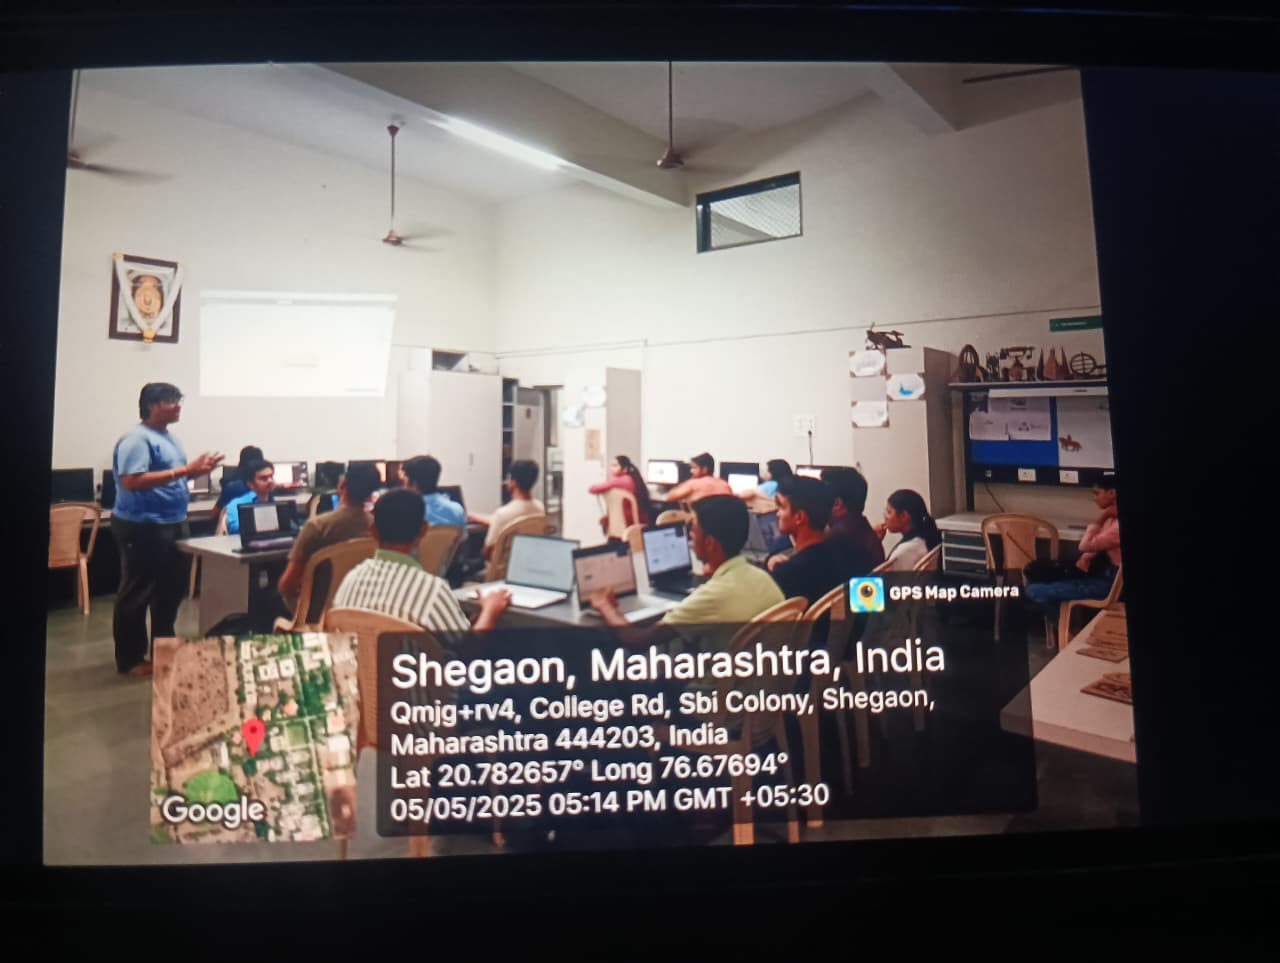 GPS Map Camera
Shegaon, Maharashtra, India
Qmjg+rv4, College Rd, Sbi Colony, Shegaon,
Maharashtra 444203, India
Lat 20.782657° Long 76.67694°
05/05/2025 05:14 PM GMT +05:30
Google